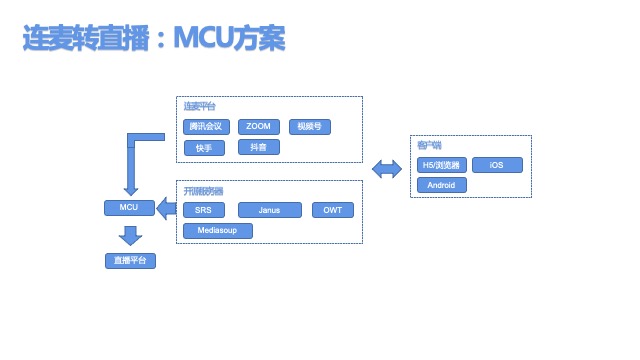 连麦转直播：MCU方案
连麦平台
腾讯会议 ZOOM 视频号
快手 抖音
客户端
H5/浏览器 iOS
Android
开源服务器
SRS Janus OWT
Mediasoup
MCU
直播平台